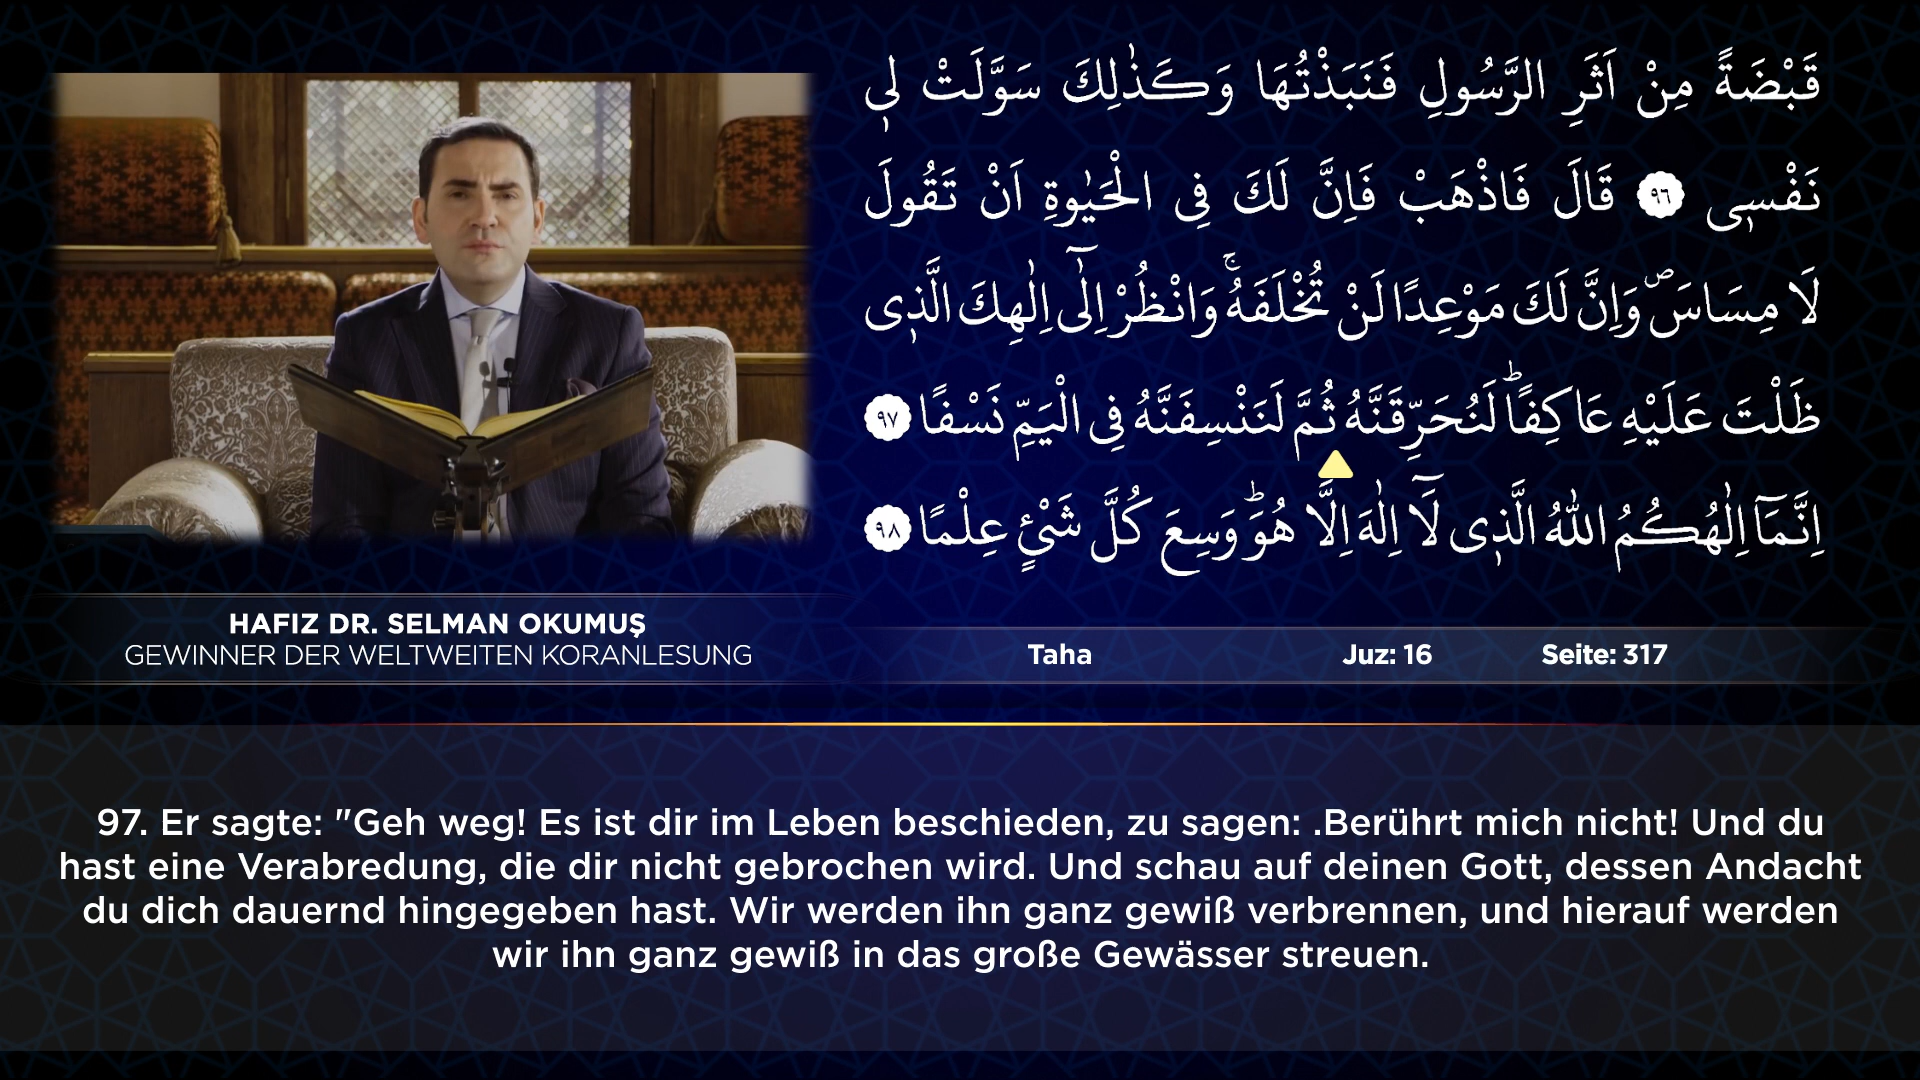 قَبْضَةً مِنْ اَثَرِ الرَّسُولِ فَنَبَذْتُهَا وَكَذٰلِكَ سَوَّلَتْ ل۪ي
نَفْس۪ي ﴿٩٦﴾ قَالَ فَاذْهَبْ فَاِنَّ لَكَ فِي الْحَيٰوةِ اَنْ تَقُولَ
لَا مِسَاسَۖ وَاِنَّ لَكَ مَوْعِدًا لَنْ تُخْلَفَهُۚ وَانْظُرْ اِلٰٓى اِلٰهِكَ الَّذ۪ي
ظَلْتَ عَلَيْهِ عَاكِفًاۜ لَنُحَرِّقَنَّهُ ثُمَّ لَنَنْسِفَنَّهُ فِي الْيَمِّ نَسْفًا ﴿٩٧﴾
اِنَّمَٓا اِلٰهُكُمُ اللّٰهُ الَّذ۪ي لَٓا اِلٰهَ اِلَّا هُوَۜ وَسِعَ كُلَّ شَيْءٍ عِلْمًا ﴿٩٨﴾
HAFIZ DR. SELMAN OKUMUŞ
GEWINNER DER WELTWEITEN KORANLESUNG
Taha Juz: 16 Seite: 317
97. Er sagte: "Geh weg! Es ist dir im Leben beschieden, zu sagen: .Berührt mich nicht! Und du
hast eine Verabredung, die dir nicht gebrochen wird. Und schau auf deinen Gott, dessen Andacht
du dich dauernd hingegeben hast. Wir werden ihn ganz gewiß verbrennen, und hierauf werden
wir ihn ganz gewiß in das große Gewässer streuen.